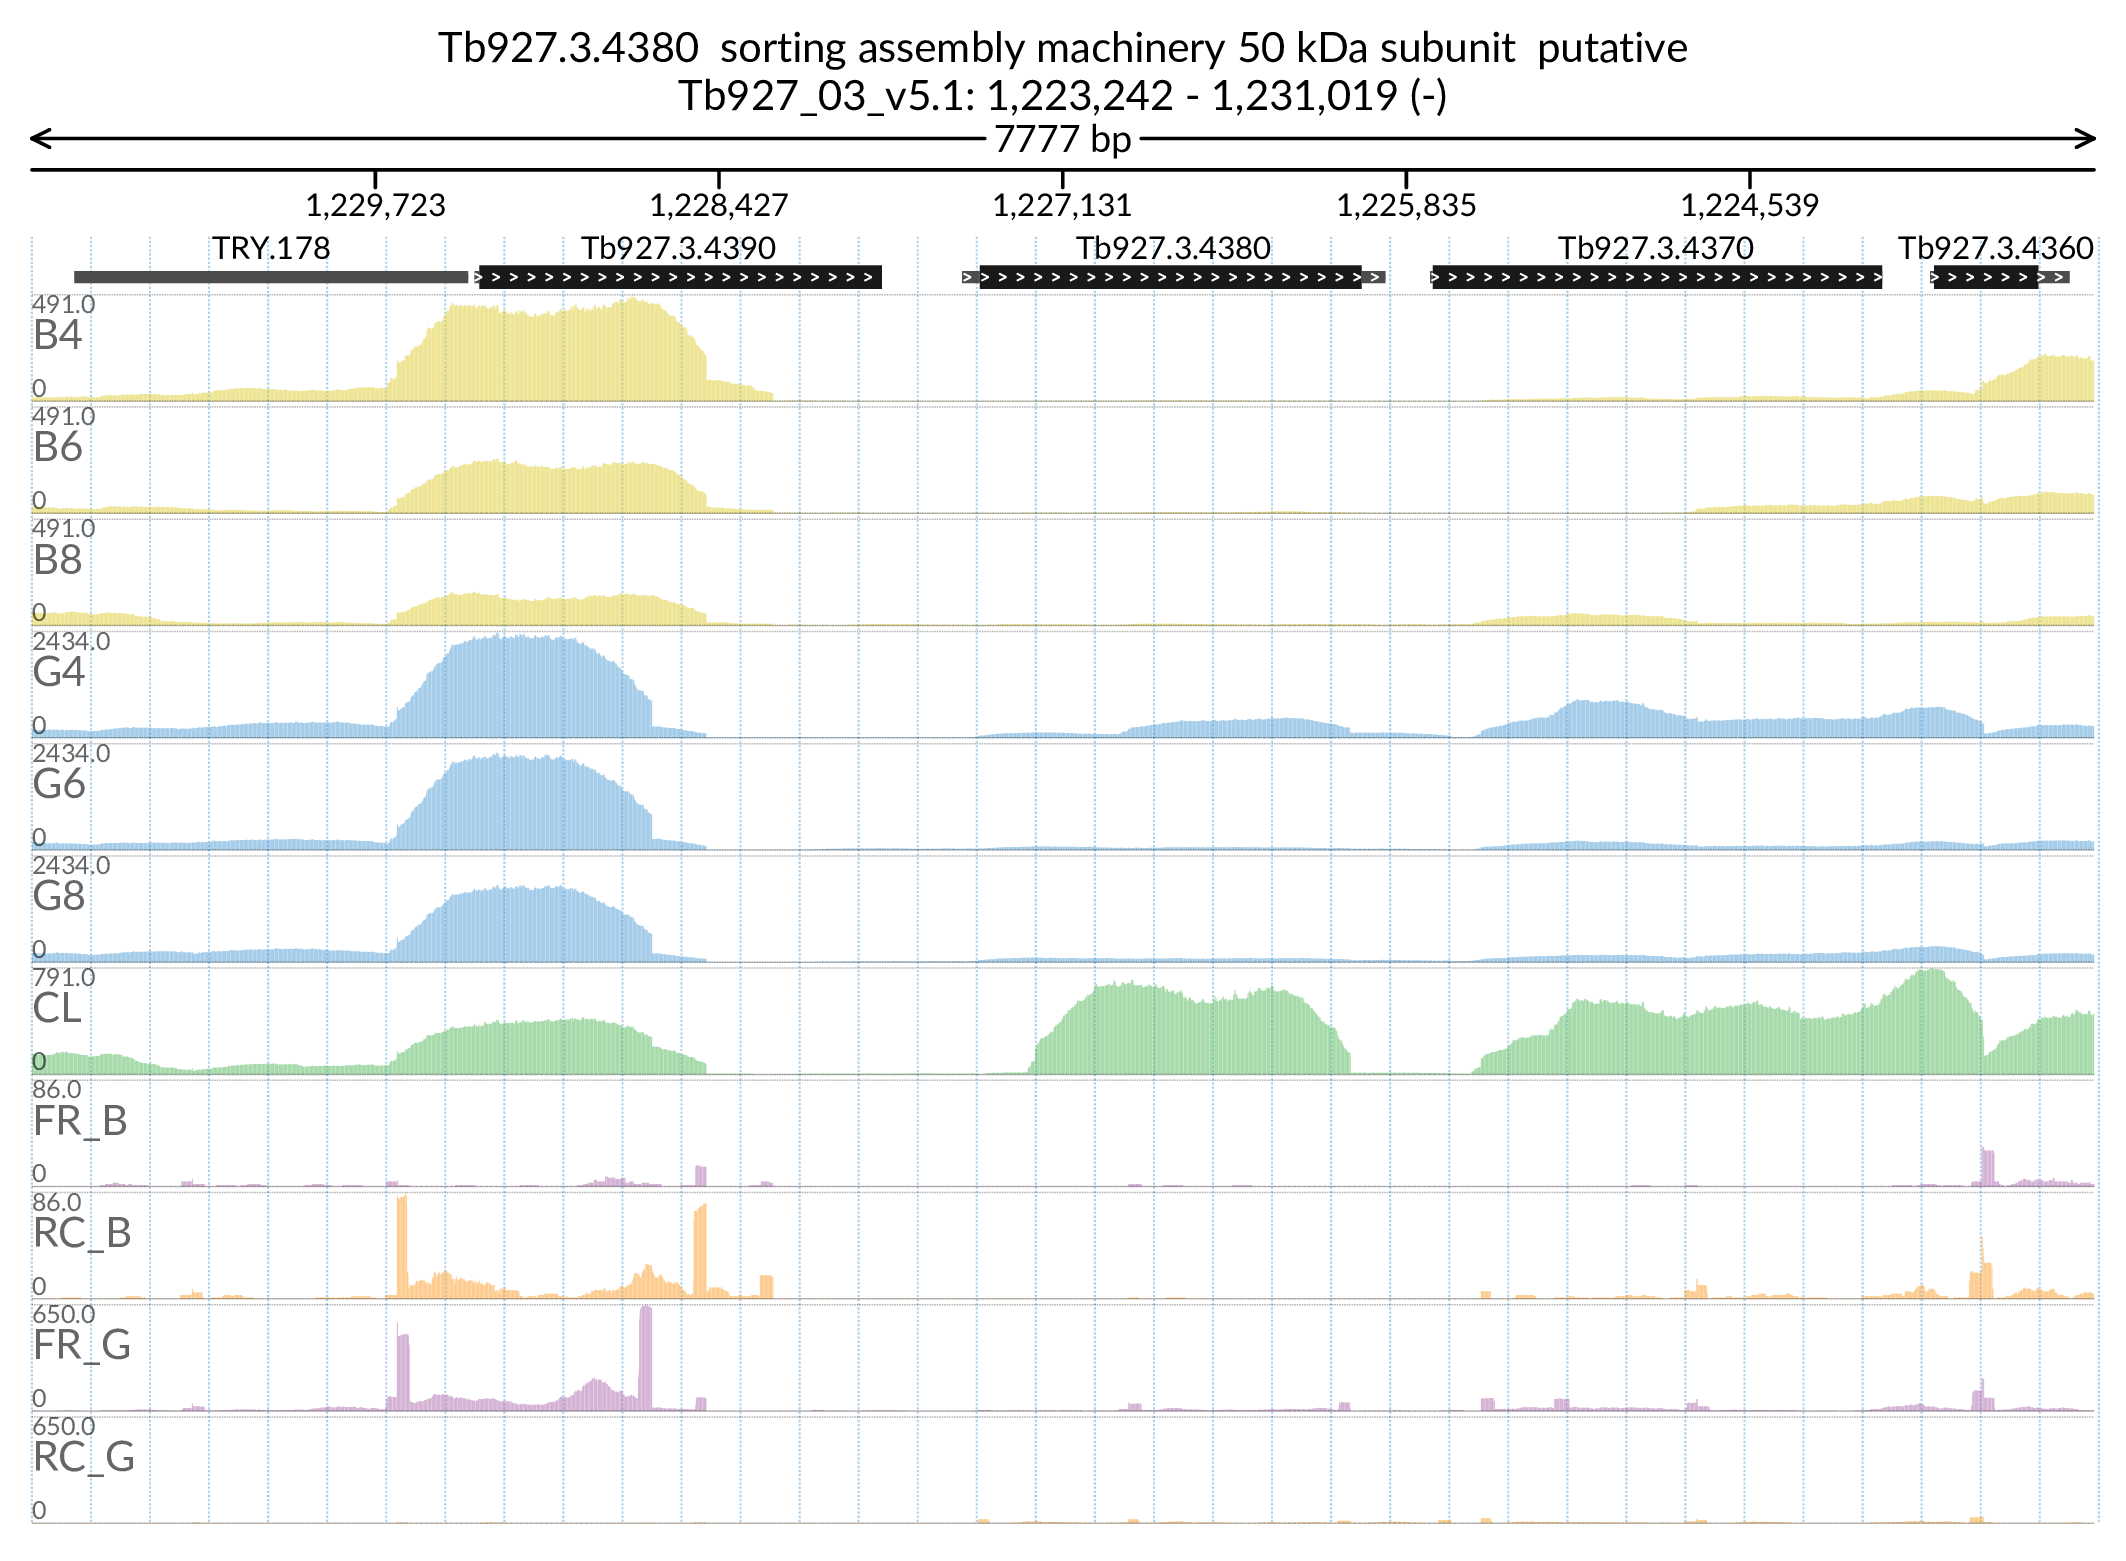 Tb927.3.4380 sorting assembly machinery 50 kDa subunit putative
Tb927_03_v5.1: 1,223,242 - 1,231,019 (-)
7777 bp
1,229,723 1,228,427 1,227,131 1,225,835 1,224,539
TRY.178 Tb927.3.4390 Tb927.3.4380 Tb927.3.4370 Tb927.3.4360
491.0
B4
0
491.0
B6
0
491.0
B8
0
2434.0
G4
0
2434.0
G6
0
2434.0
G8
0
791.0
CL
0
86.0
FR_B
0
86.0
RC_B
0
650.0
FR_G
0
650.0
RC_G
0